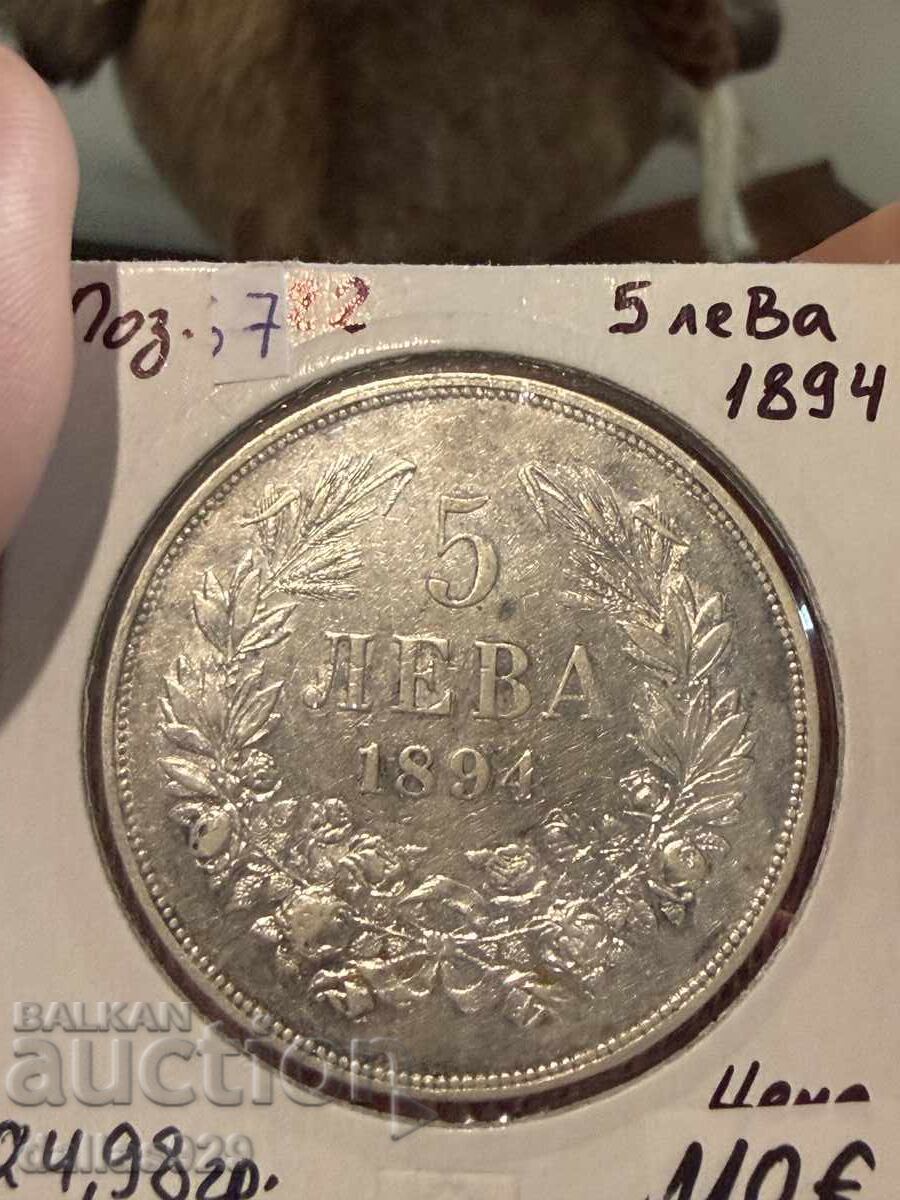 Поз.:
5 лева
1894
5
ЛЕВА
1894
BALKAN
auction
Цена
24,98гр.
110€